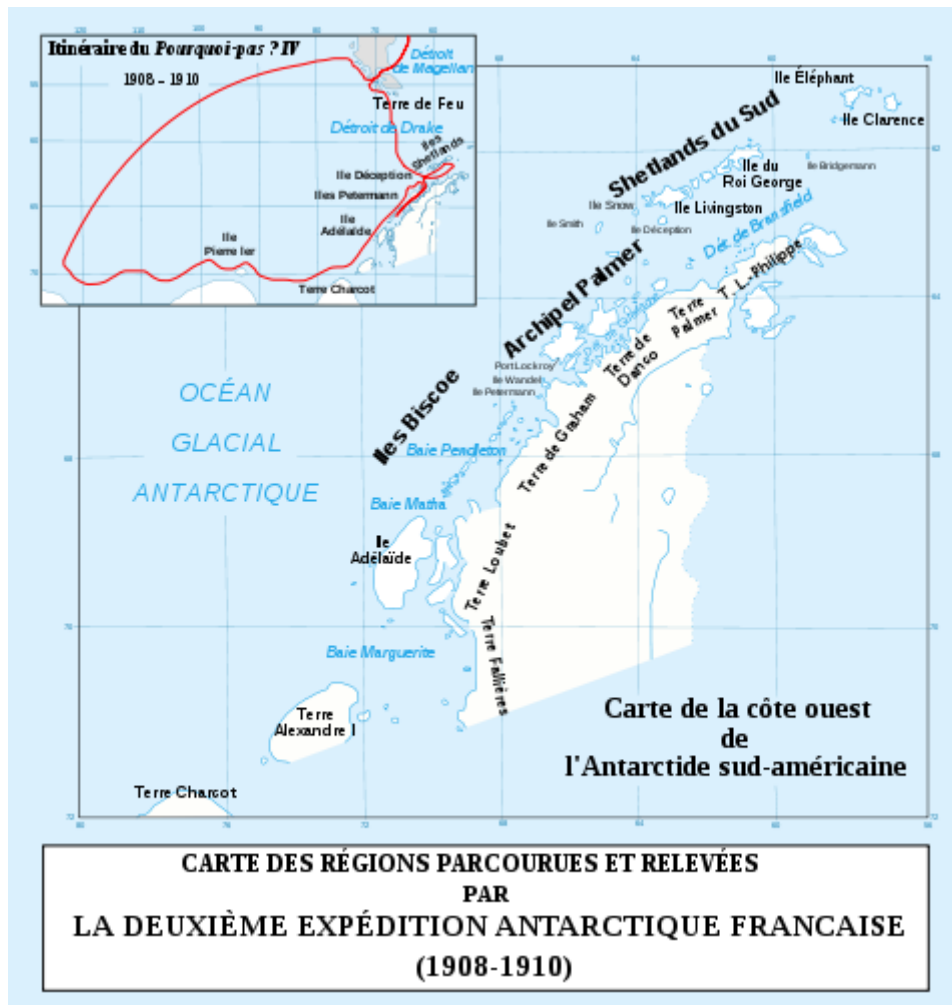 Itinéraire du Pourquoi-pas ? IV
1908 – 1910
Détroit
de Magellan
Terre de Feu
Détroit de Drake
Iles
Shetlands
Ile Déception
Iles Petermann
Ile
Adélaïde
Ile
Pierre Ier
Terre Charcot
Ile Éléphant
Ile Clarence
Shetlands du Sud
Ile Bridgemann
Ile du
Roi George
Ile Snow
Ile Livingston
Ile Smith
Ile Déception
Dét. de Bransfield
T. L.-Philippe
Archipel Palmer
Terre
Palmer
Terre de
Danco
Port Lockroy
Ile Wandel
Ile Petermann
Iles Biscoe
Terre de Graham
Baie Pendleton
OCÉAN
GLACIAL
ANTARCTIQUE
Baie Matha
Ile
Adélaïde
Terre Loubet
Terre Fallières
Baie Marguerite
Terre
Alexandre I
Terre Charcot
Carte de la côte ouest
de
l'Antarctide sud-américaine
CARTE DES RÉGIONS PARCOURUES ET RELEVÉES
PAR
LA DEUXIÈME EXPÉDITION ANTARCTIQUE FRANCAISE
(1908-1910)